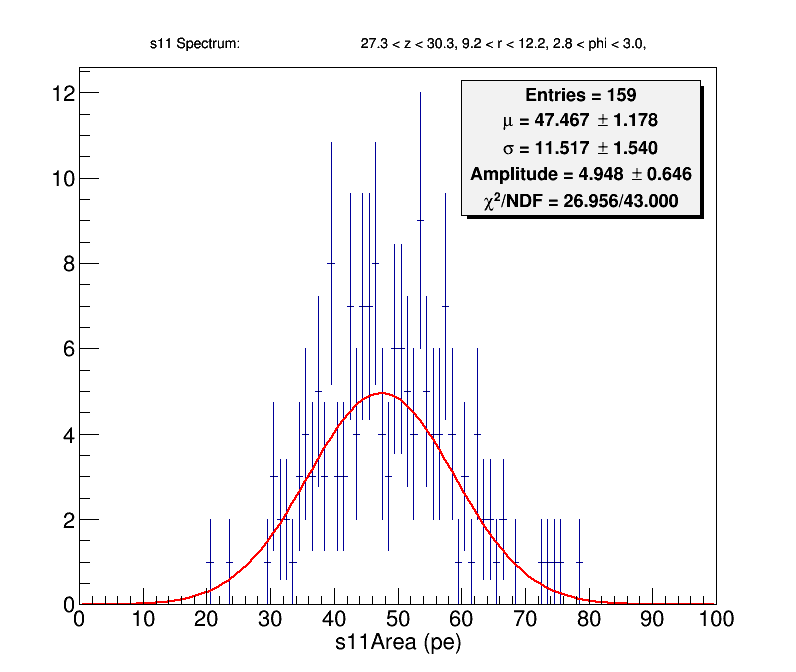 s11 Spectrum: 27.3 < z < 30.3, 9.2 < r < 12.2, 2.8 < phi < 3.0,
Entries = 159
μ = 47.467 ± 1.178
σ = 11.517 ± 1.540
Amplitude = 4.948 ± 0.646
χ²/NDF = 26.956/43.000
12
10
8
6
4
2
0
0 10 20 30 40 50 60 70 80 90 100
s11Area (pe)